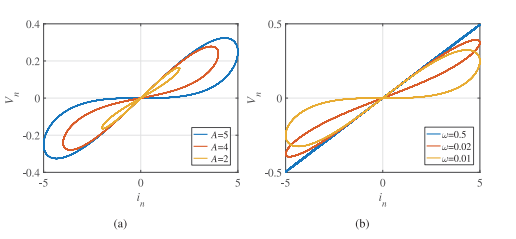 0.4
0.2
0
-0.2
-0.4
-5
0
5
V_n
i_n
A=5
A=4
A=2
(a)
0.5
0
-0.5
-5
0
5
V_n
i_n
ω=0.5
ω=0.02
ω=0.01
(b)